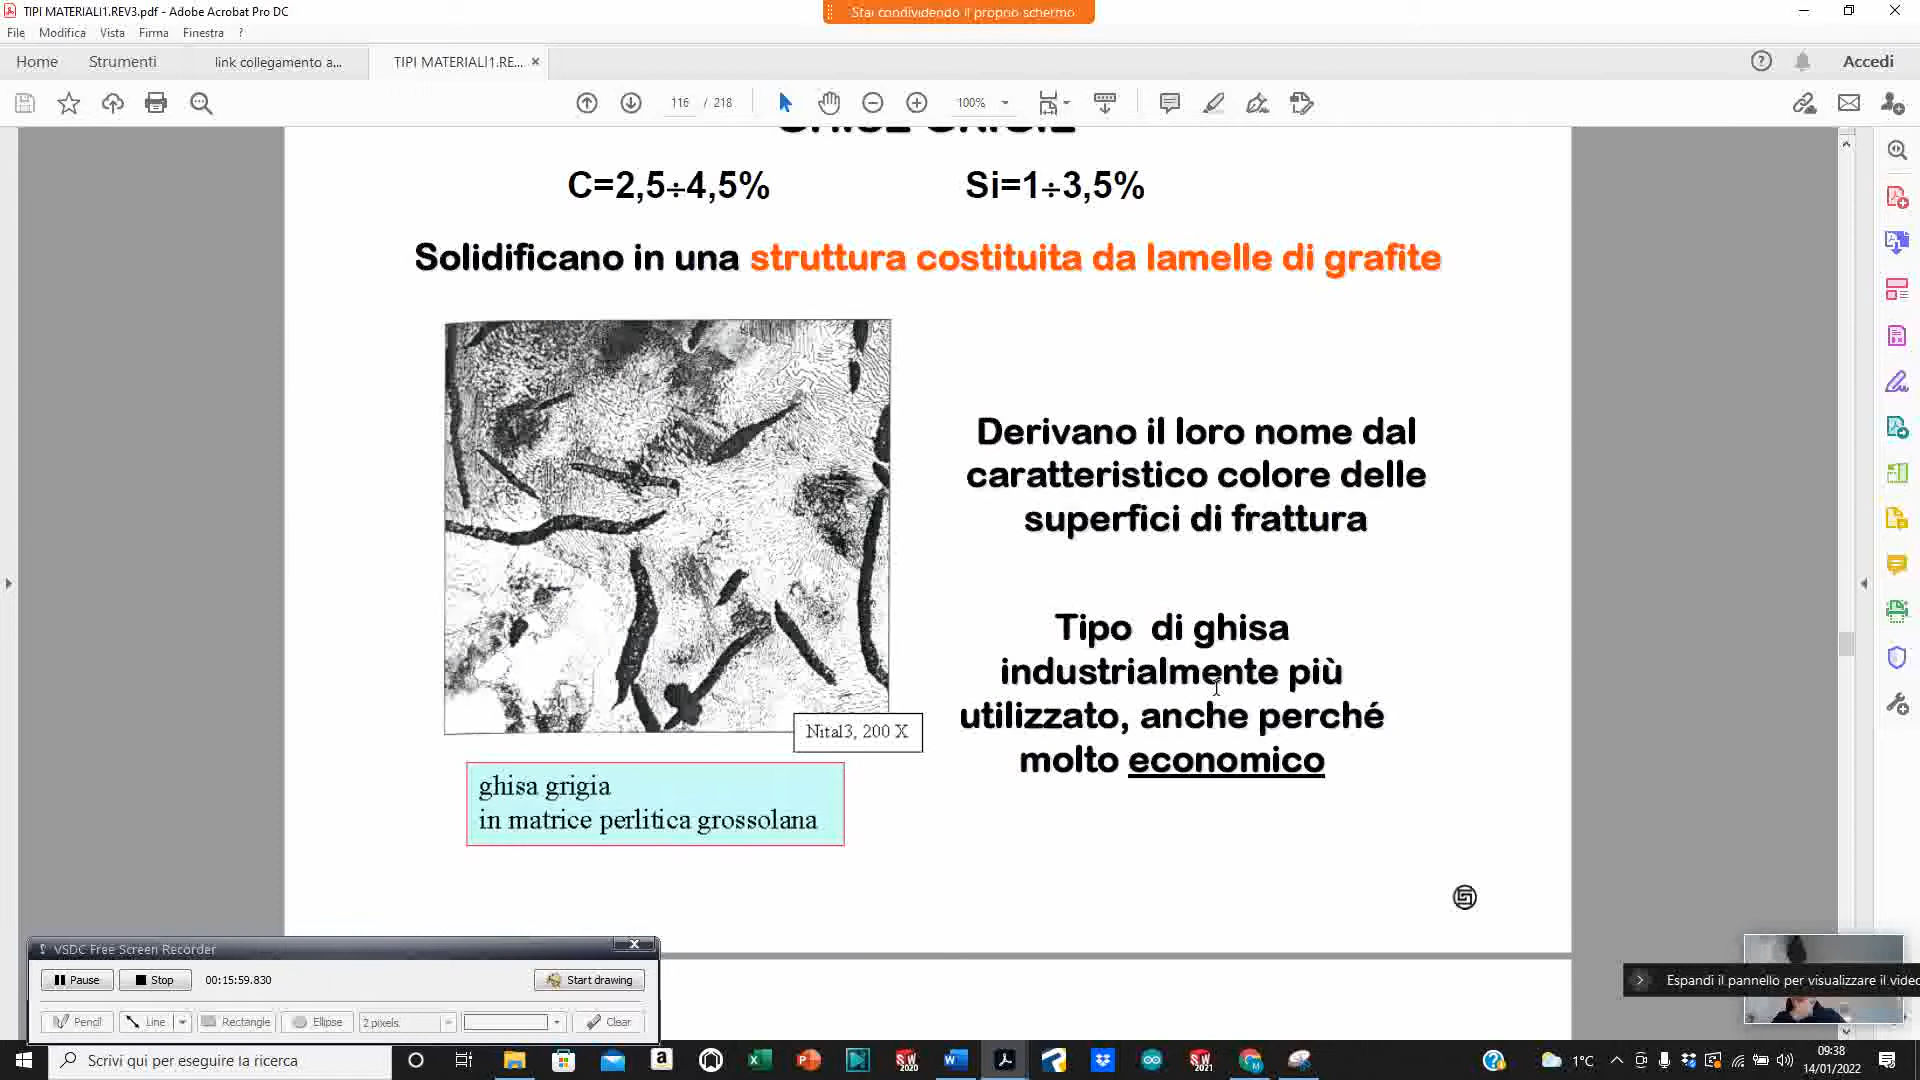 TIPI MATERIALI1.REV3.pdf - Adobe Acrobat Pro DC
Stai condividendo il proprio schermo
File Modifica Vista Firma Finestra ?
Home Strumenti link collegamento a... TIPI MATERIALI1.RE... ×
Accedi
116 / 218 100%
GHISE GRIGIE
C=2,5÷4,5% Si=1÷3,5%
Solidificano in una struttura costituita da lamelle di grafite
Derivano il loro nome dal
caratteristico colore delle
superfici di frattura
Tipo di ghisa
industrialmente più
utilizzato, anche perché
molto economico
Nital3, 200 X
ghisa grigia
in matrice perlitica grossolana
VSDC Free Screen Recorder
Pause Stop 00:15:59.830 Start drawing
Pencil Line Rectangle Ellipse 2 pixels Clear
Espandi il pannello per visualizzare il video
Scrivi qui per eseguire la ricerca
1°C
09:38
14/01/2022